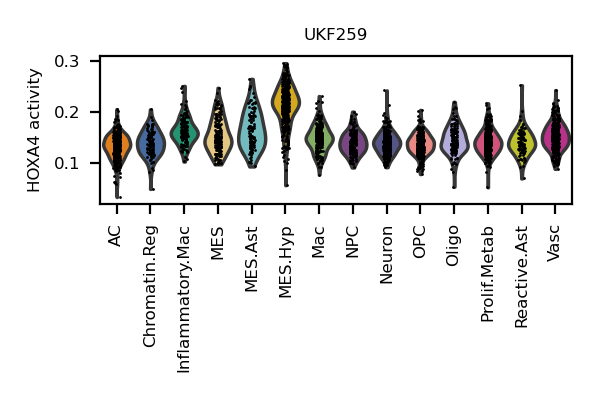 UKF259
HOXA4 activity
0.3
0.2
0.1
AC
Chromatin.Reg
Inflammatory.Mac
MES
MES.Ast
MES.Hyp
Mac
NPC
Neuron
OPC
Oligo
Prolif.Metab
Reactive.Ast
Vasc